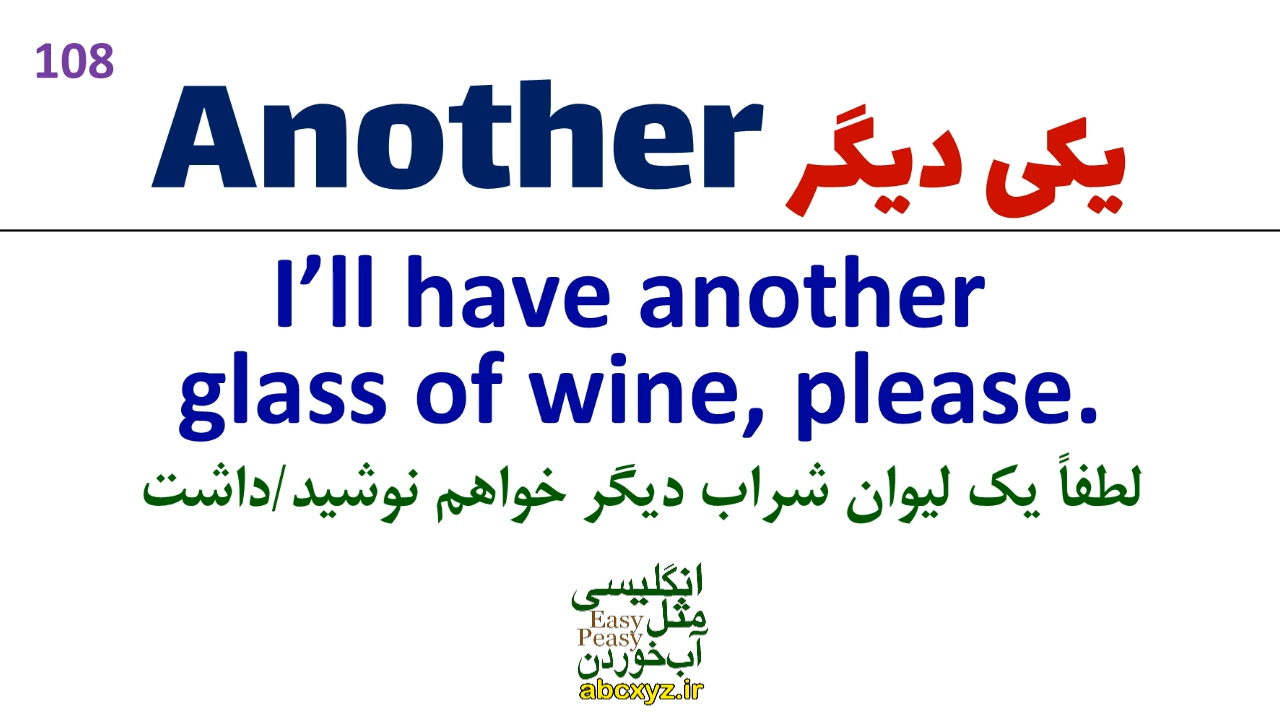 108
Another یکی دیگر
I’ll have another
glass of wine, please.
لطفاً یک لیوان شراب دیگر خواهم نوشید/داشت
انگلیسی
مثل
Easy
Peasy
آب‌خوردن
abcxyz.ir